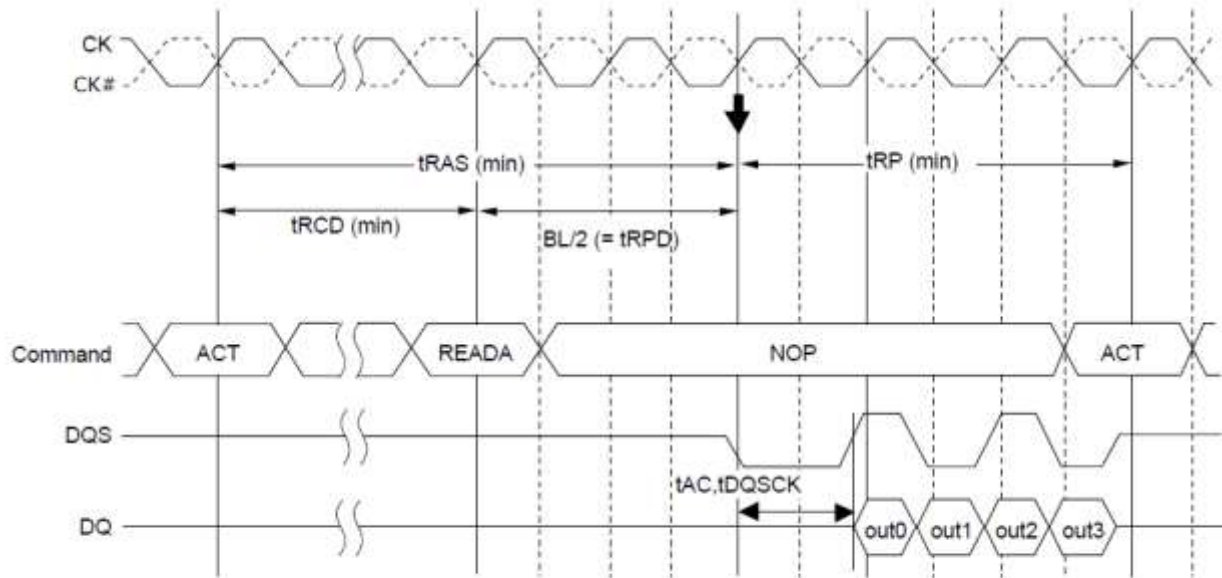 CK
CK#
tRAS (min)
tRP (min)
tRCD (min)
BL/2 (= tRPD)
Command
ACT
READA
NOP
ACT
DQS
tAC,tDQSCK
DQ
out0
out1
out2
out3